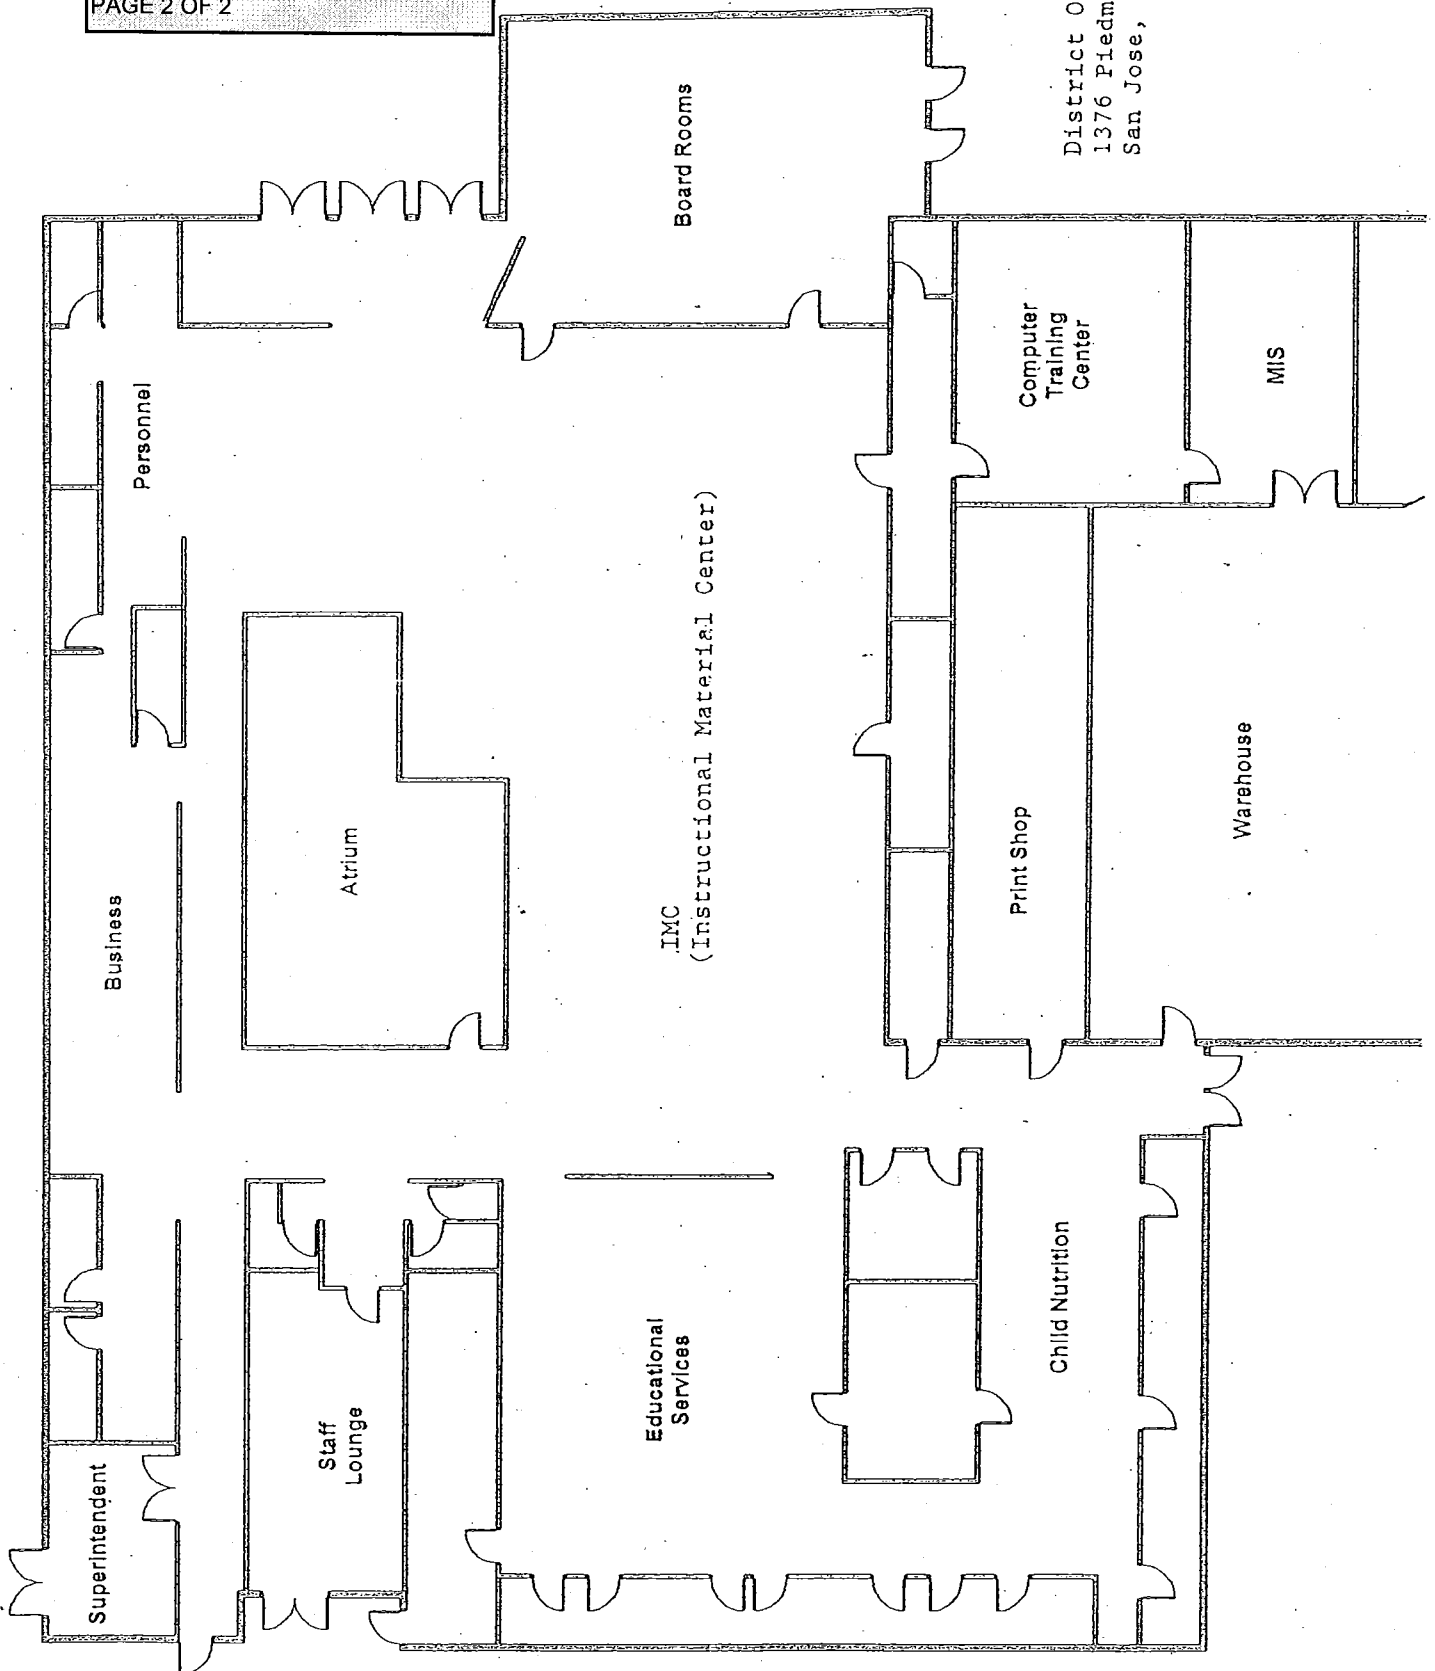 PAGE 2 OF 2
District O
1376 Piedm
San Jose,
Board Rooms
Personnel
Computer
Training
Center
MIS
.IMC
(Instructional Material Center)
Atrium
Business
Print Shop
Warehouse
Educational
Services
Child Nutrition
Staff
Lounge
Superintendent